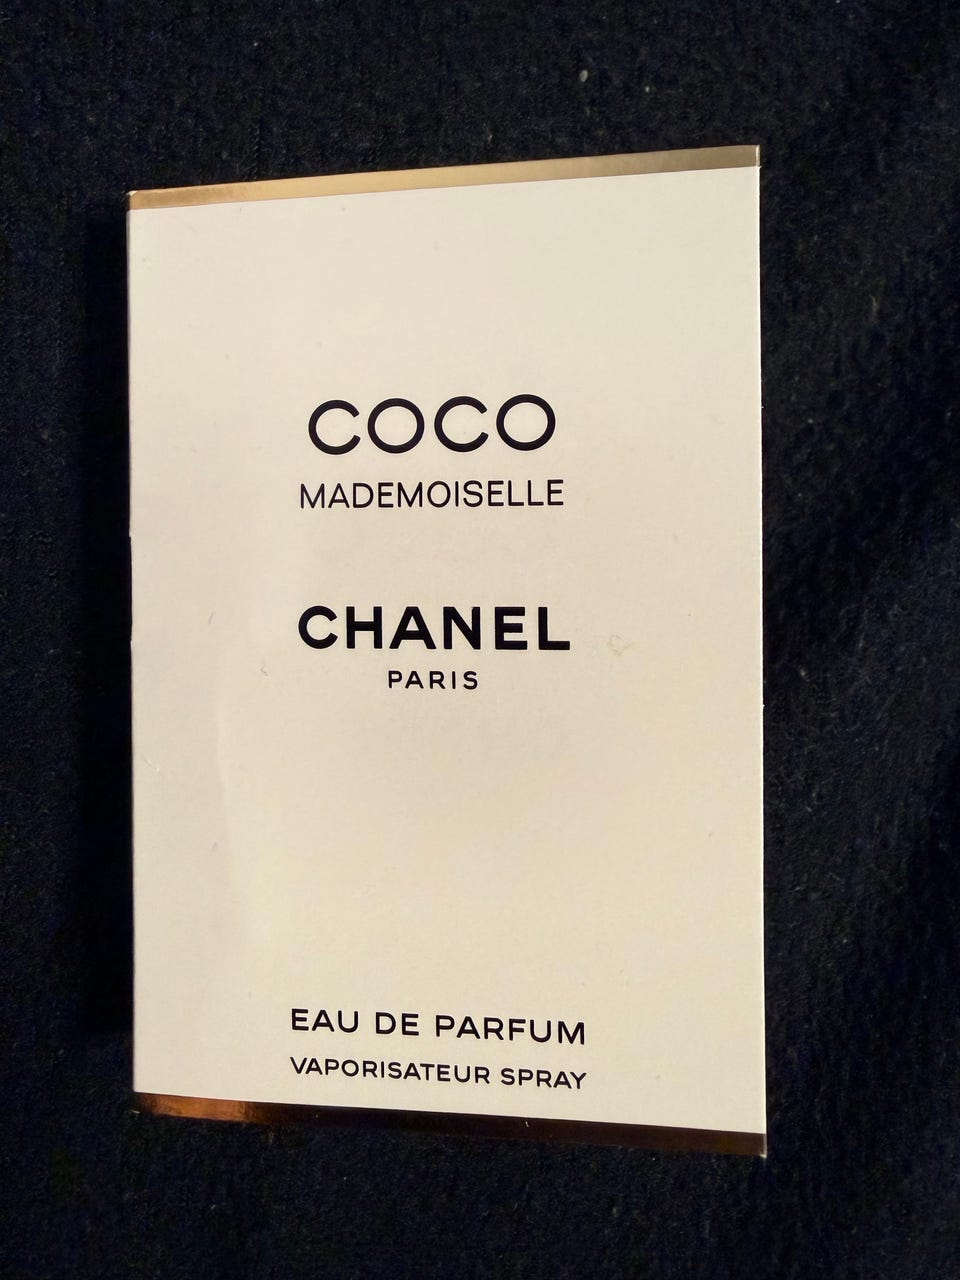 COCO
MADEMOISELLE
CHANEL
PARIS
EAU DE PARFUM
VAPORISATEUR SPRAY